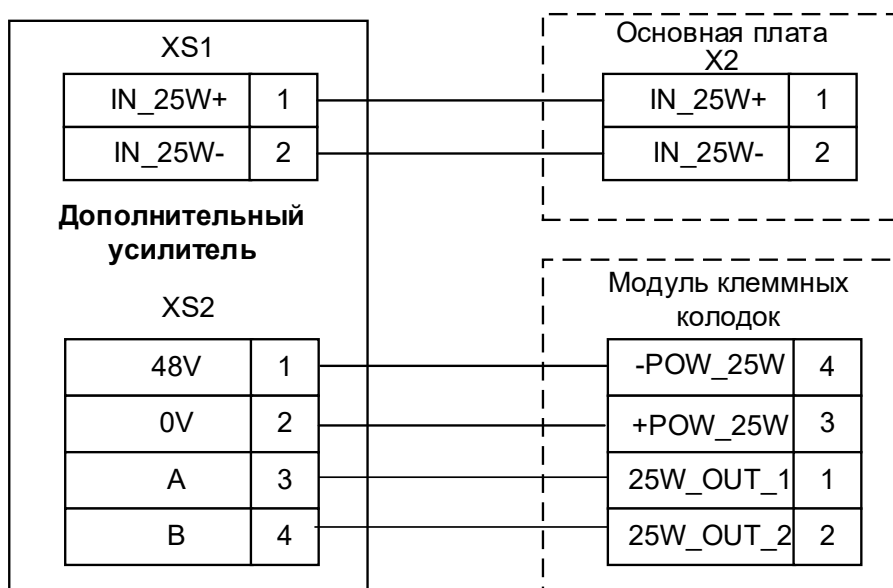 XS1
IN_25W+ 1
IN_25W- 2
Дополнительный
усилитель
XS2
48V 1
0V 2
A 3
B 4
Основная плата
X2
IN_25W+ 1
IN_25W- 2
Модуль клеммных
колодок
-POW_25W 4
+POW_25W 3
25W_OUT_1 1
25W_OUT_2 2